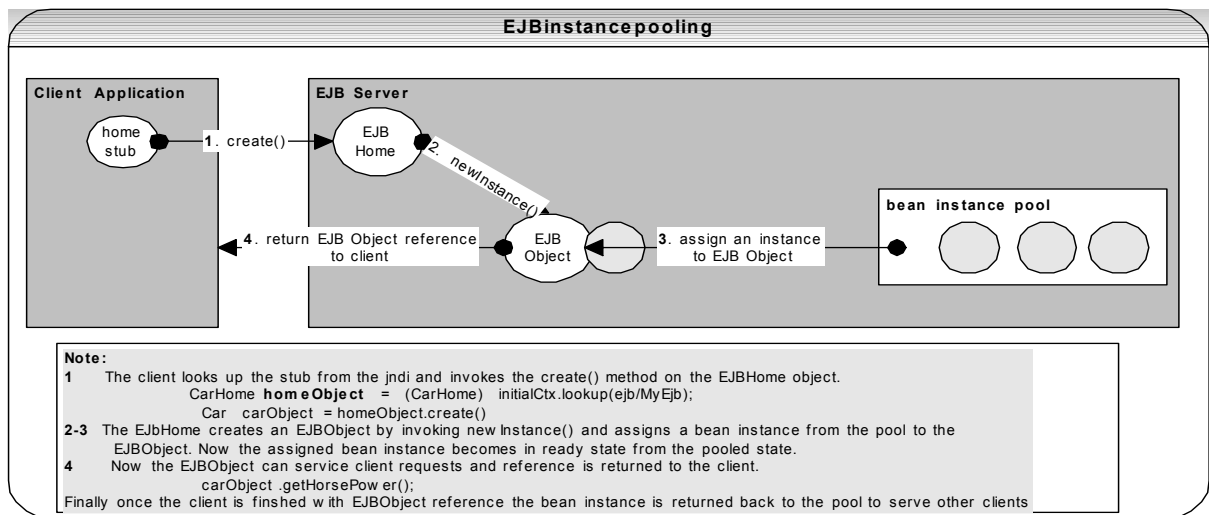 EJB instance pooling
Client Application
home
stub
1. create()
EJB Server
EJB
Home
2. newInstance()
EJB
Object
bean instance pool
3. assign an instance
to EJB Object
4. return EJB Object reference
to client
Note:
1 The client looks up the stub from the jndi and invokes the create() method on the EJBHome object.
CarHome homeObject = (CarHome) initialCtx.lookup(ejb/MyEjb);
Car carObject = homeObject.create()
2-3 The EJbHome creates an EJBObject by invoking new Instance() and assigns a bean instance from the pool to the
EJBObject. Now the assigned bean instance becomes in ready state from the pooled state.
4 Now the EJBObject can service client requests and reference is returned to the client.
carObject .getHorsePower();
Finally once the client is finshed with EJBObject reference the bean instance is returned back to the pool to serve other clients